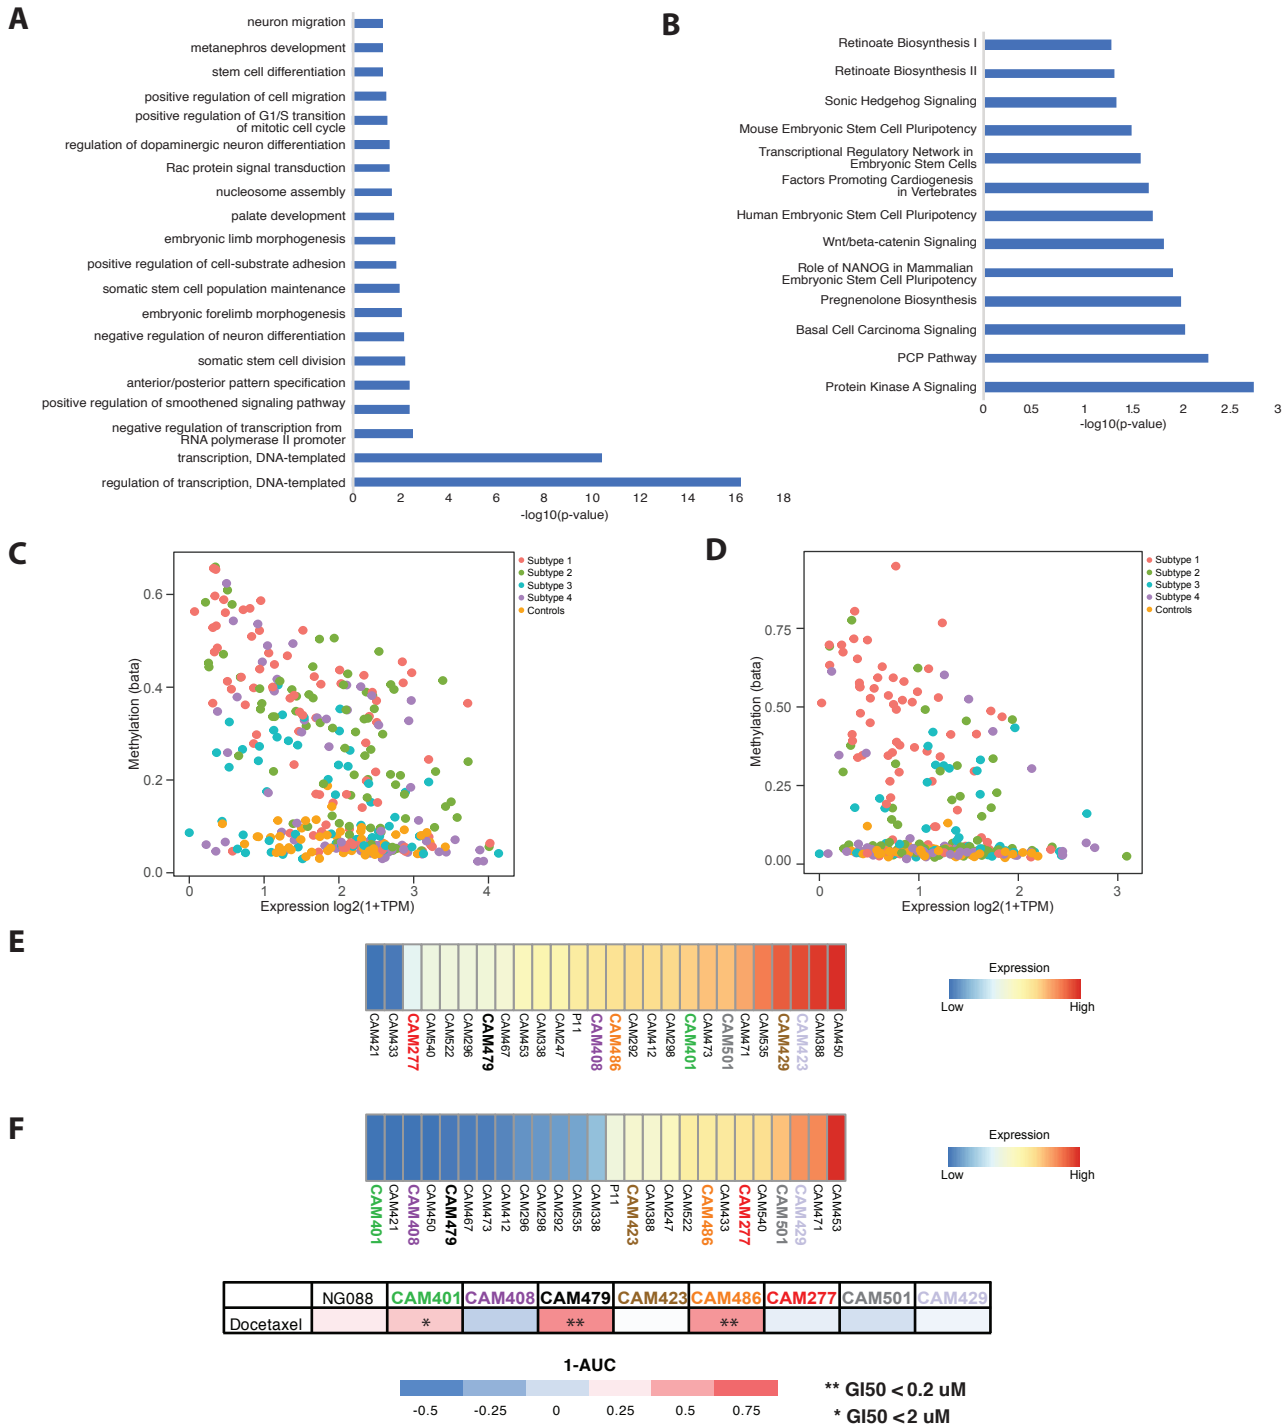 A
neuron migration
metanephros development
stem cell differentiation
positive regulation of cell migration
positive regulation of G1/S transition
of mitotic cell cycle
regulation of dopaminergic neuron differentiation
Rac protein signal transduction
nucleosome assembly
palate development
embryonic limb morphogenesis
positive regulation of cell-substrate adhesion
somatic stem cell population maintenance
embryonic forelimb morphogenesis
negative regulation of neuron differentiation
somatic stem cell division
anterior/posterior pattern specification
positive regulation of smoothened signaling pathway
negative regulation of transcription from
RNA polymerase II promoter
transcription, DNA-templated
regulation of transcription, DNA-templated
0 2 4 6 8 10 12 14 16 18
-log10(p-value)
B
Retinoate Biosynthesis I
Retinoate Biosynthesis II
Sonic Hedgehog Signaling
Mouse Embryonic Stem Cell Pluripotency
Transcriptional Regulatory Network in
Embryonic Stem Cells
Factors Promoting Cardiogenesis
in Vertebrates
Human Embryonic Stem Cell Pluripotency
Wnt/beta-catenin Signaling
Role of NANOG in Mammalian
Embryonic Stem Cell Pluripotency
Pregnenolone Biosynthesis
Basal Cell Carcinoma Signaling
PCP Pathway
Protein Kinase A Signaling
0 0.5 1 1.5 2 2.5 3
-log10(p-value)
C
Methylation (bata)
0.6
0.4
0.2
0.0
0 1 2 3 4
Expression log2(1+TPM)
Subtype 1
Subtype 2
Subtype 3
Subtype 4
Controls
D
Methylation (bata)
0.75
0.50
0.25
0.00
0 1 2 3
Expression log2(1+TPM)
Subtype 1
Subtype 2
Subtype 3
Subtype 4
Controls
E
CAM421 CAM433 CAM277 CAM540 CAM522 CAM296 CAM479 CAM467 CAM453 CAM338 CAM247 P11 CAM408 CAM486 CAM292 CAM412 CAM298 CAM401 CAM473 CAM501 CAM471 CAM535 CAM429 CAM423 CAM388 CAM450
Expression
Low High
F
CAM401 CAM421 CAM408 CAM450 CAM479 CAM467 CAM473 CAM412 CAM296 CAM298 CAM292 CAM535 CAM338 P11 CAM423 CAM388 CAM247 CAM522 CAM486 CAM433 CAM277 CAM540 CAM501 CAM429 CAM471 CAM453
Expression
Low High
NG088 CAM401 CAM408 CAM479 CAM423 CAM486 CAM277 CAM501 CAM429
Docetaxel * ** **
1-AUC
-0.5 -0.25 0 0.25 0.5 0.75
** GI50 < 0.2 uM
* GI50 < 2 uM